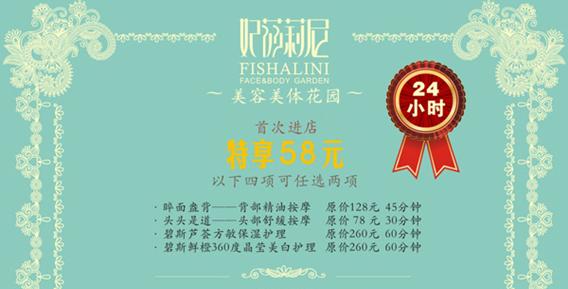 妃莎莉尼
FISHALINI
FACE&BODY GARDEN
～美容美体花园～
24
小时
首次进店
特享58元
以下四项可任选两项
·睟面盎背——背部精油按摩 原价128元 45分钟
·头头是道——头部舒缓按摩 原价 78 元 30分钟
·碧斯芦荟方敏保湿护理 原价260元 60分钟
·碧斯鲜橙360度晶莹美白护理 原价260元 60分钟